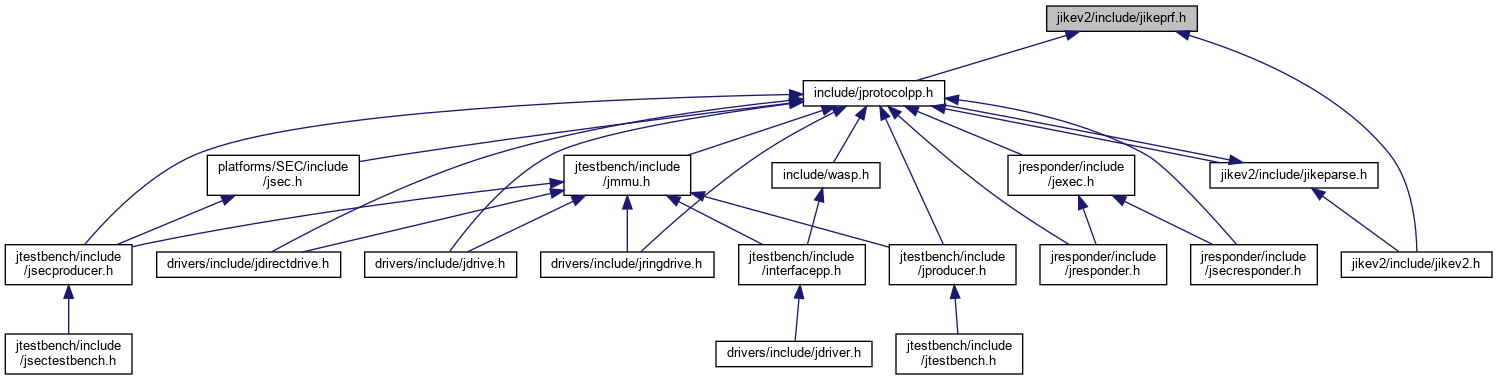 jikev2/include/jikeprf.h
include/jprotocolpp.h
platforms/SEC/include
/jsec.h
jtestbench/include
/jmmu.h
include/wasp.h
jresponder/include
/jexec.h
jikev2/include/jikeparse.h
jtestbench/include
/jsecproducer.h
drivers/include/jdirectdrive.h
drivers/include/jdrive.h
drivers/include/jringdrive.h
jtestbench/include
/interfacepp.h
jtestbench/include
/jproducer.h
jresponder/include
/jresponder.h
jresponder/include
/jsecresponder.h
jikev2/include/jikev2.h
jtestbench/include
/jsectestbench.h
drivers/include/jdriver.h
jtestbench/include
/jtestbench.h